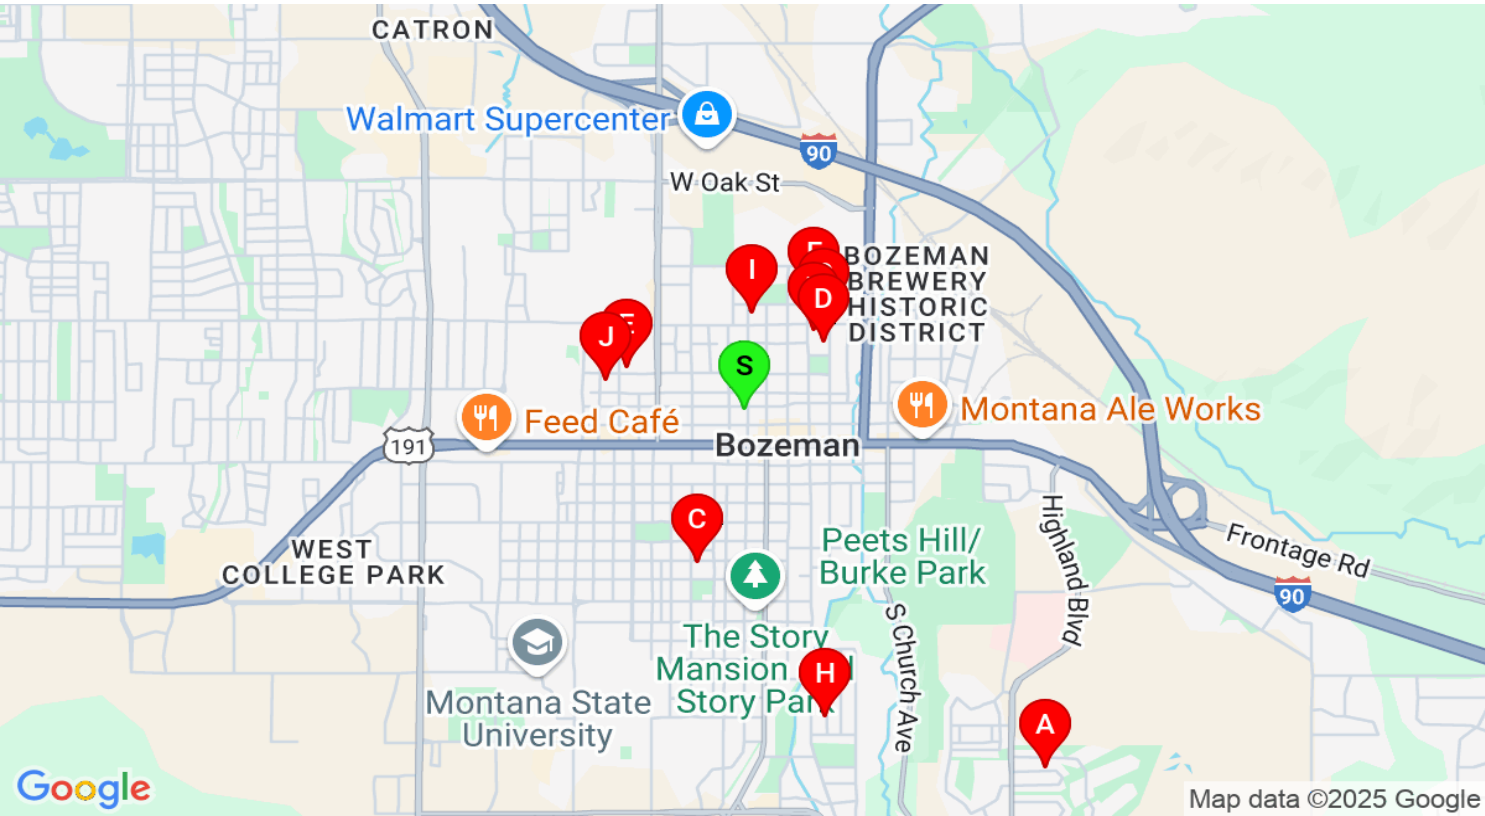 CATRON
Walmart Supercenter
90
W Oak St
I
BOZEMAN
BREWERY
HISTORIC
DISTRICT
D
J
E
S
Feed Café
Montana Ale Works
191
Bozeman
C
Highland Blvd
Frontage Rd
Peets Hill/
Burke Park
WEST
COLLEGE PARK
90
S Church Ave
The Story
Mansion
Story Park
H
Montana State
University
A
Google
Map data ©2025 Google